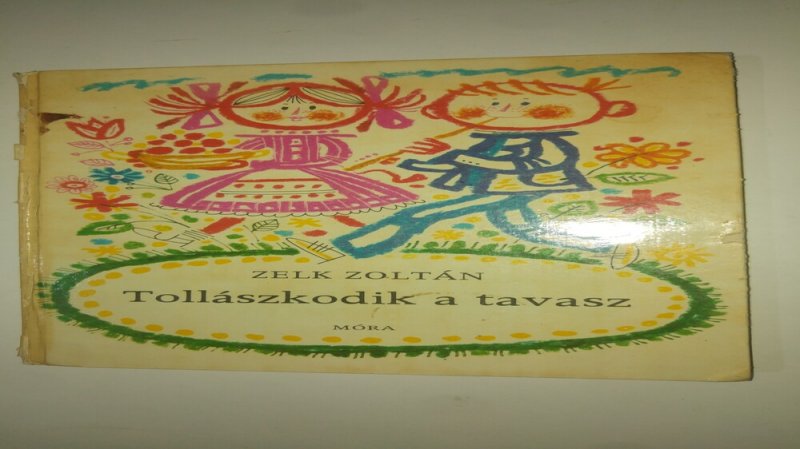 ZELK ZOLTÁN
Tollászkodik a tavasz
MÓRA